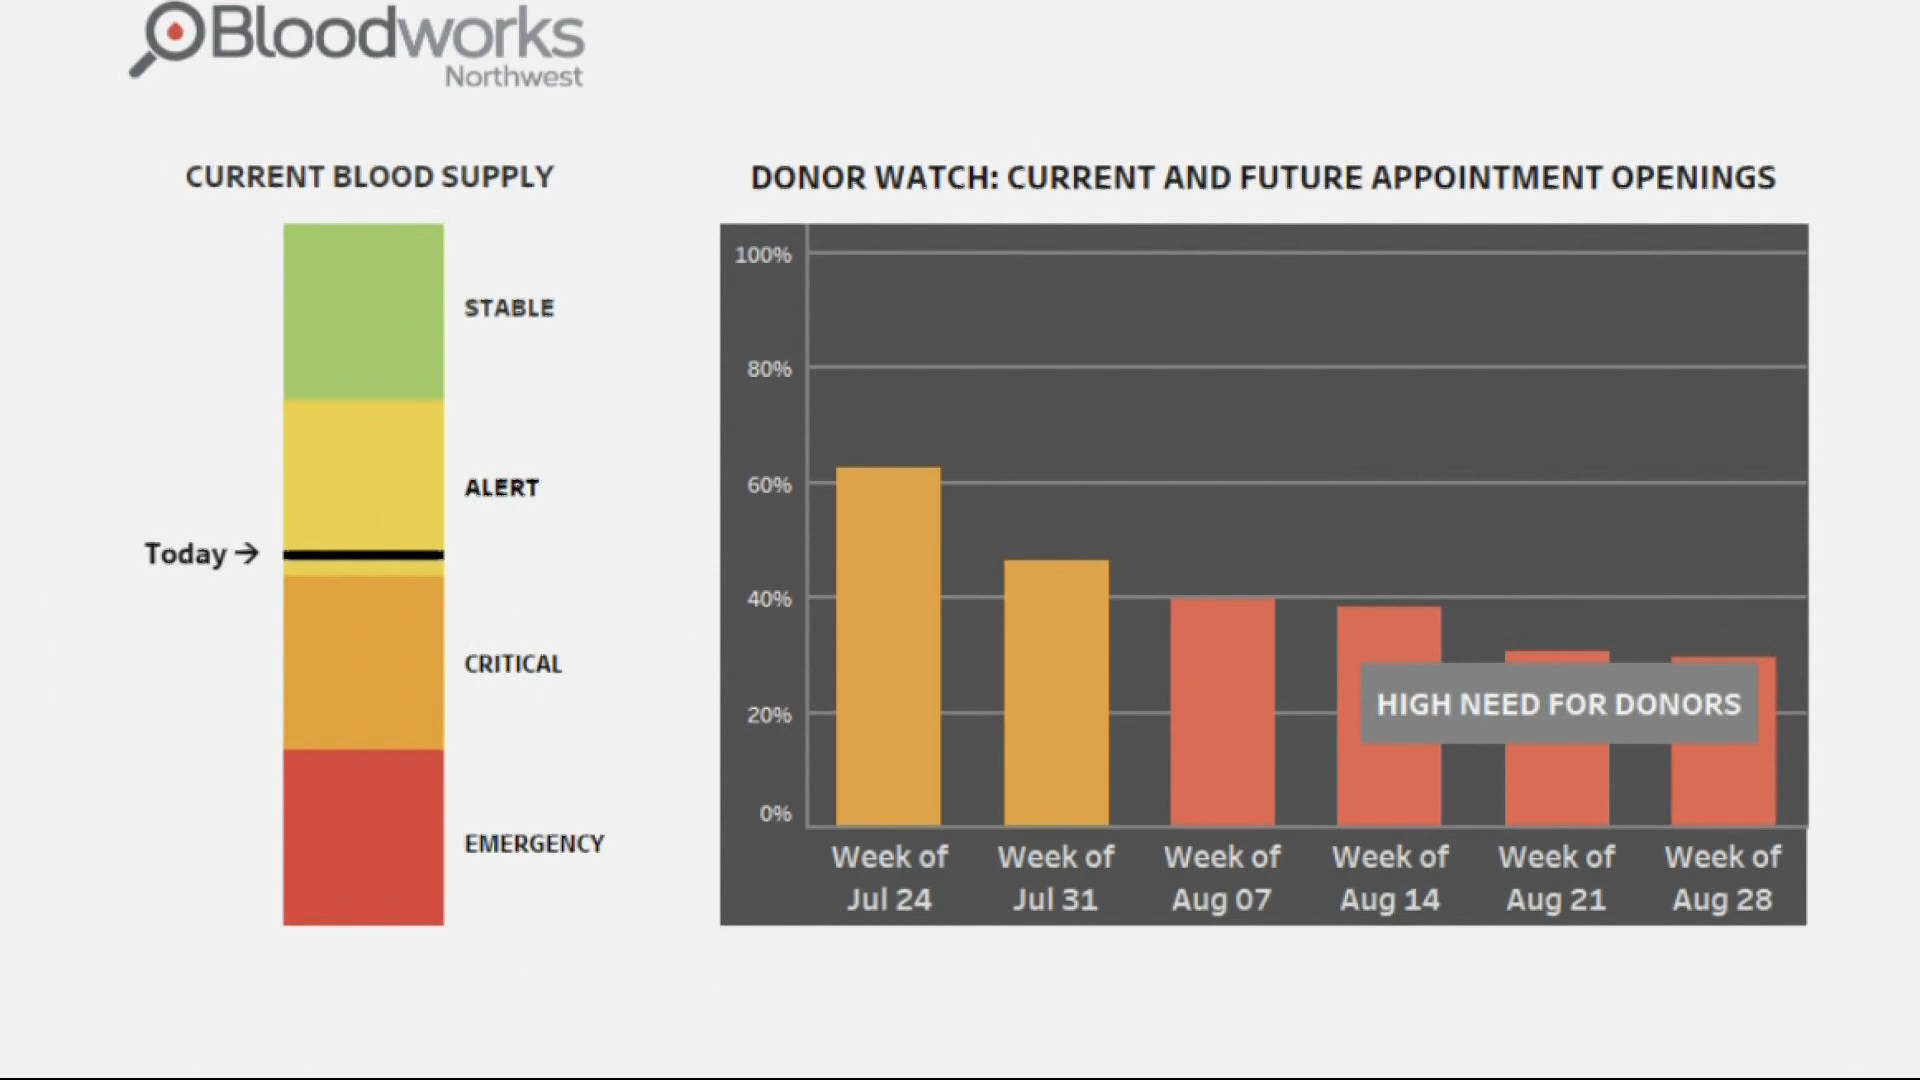 Bloodworks
Northwest
CURRENT BLOOD SUPPLY
STABLE
ALERT
Today →
CRITICAL
EMERGENCY
DONOR WATCH: CURRENT AND FUTURE APPOINTMENT OPENINGS
100%
80%
60%
40%
20%
0%
HIGH NEED FOR DONORS
Week of Week of Week of Week of Week of Week of
Jul 24 Jul 31 Aug 07 Aug 14 Aug 21 Aug 28